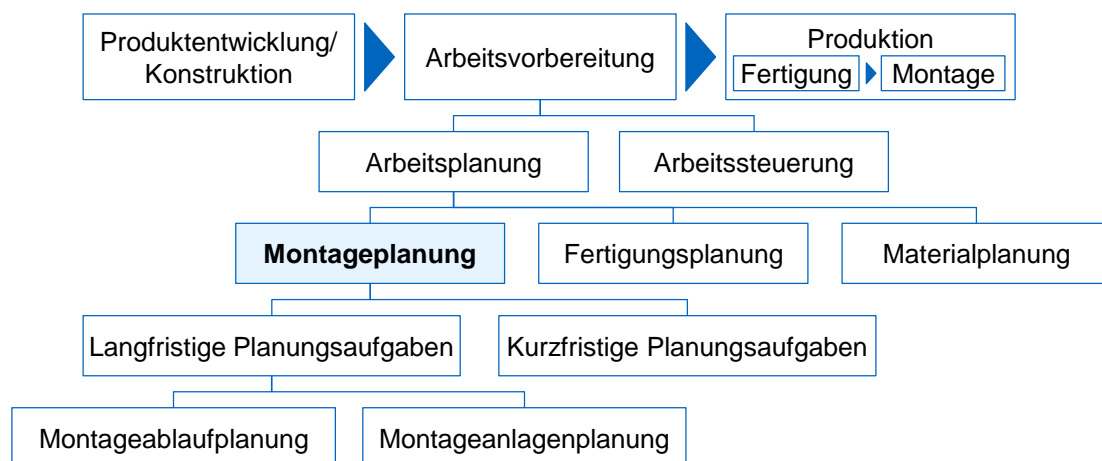 Produktentwicklung/
Konstruktion
Arbeitsvorbereitung
Produktion
Fertigung
Montage
Arbeitsplanung
Arbeitssteuerung
Montageplanung
Fertigungsplanung
Materialplanung
Langfristige Planungsaufgaben
Kurzfristige Planungsaufgaben
Montageablaufplanung
Montageanlagenplanung